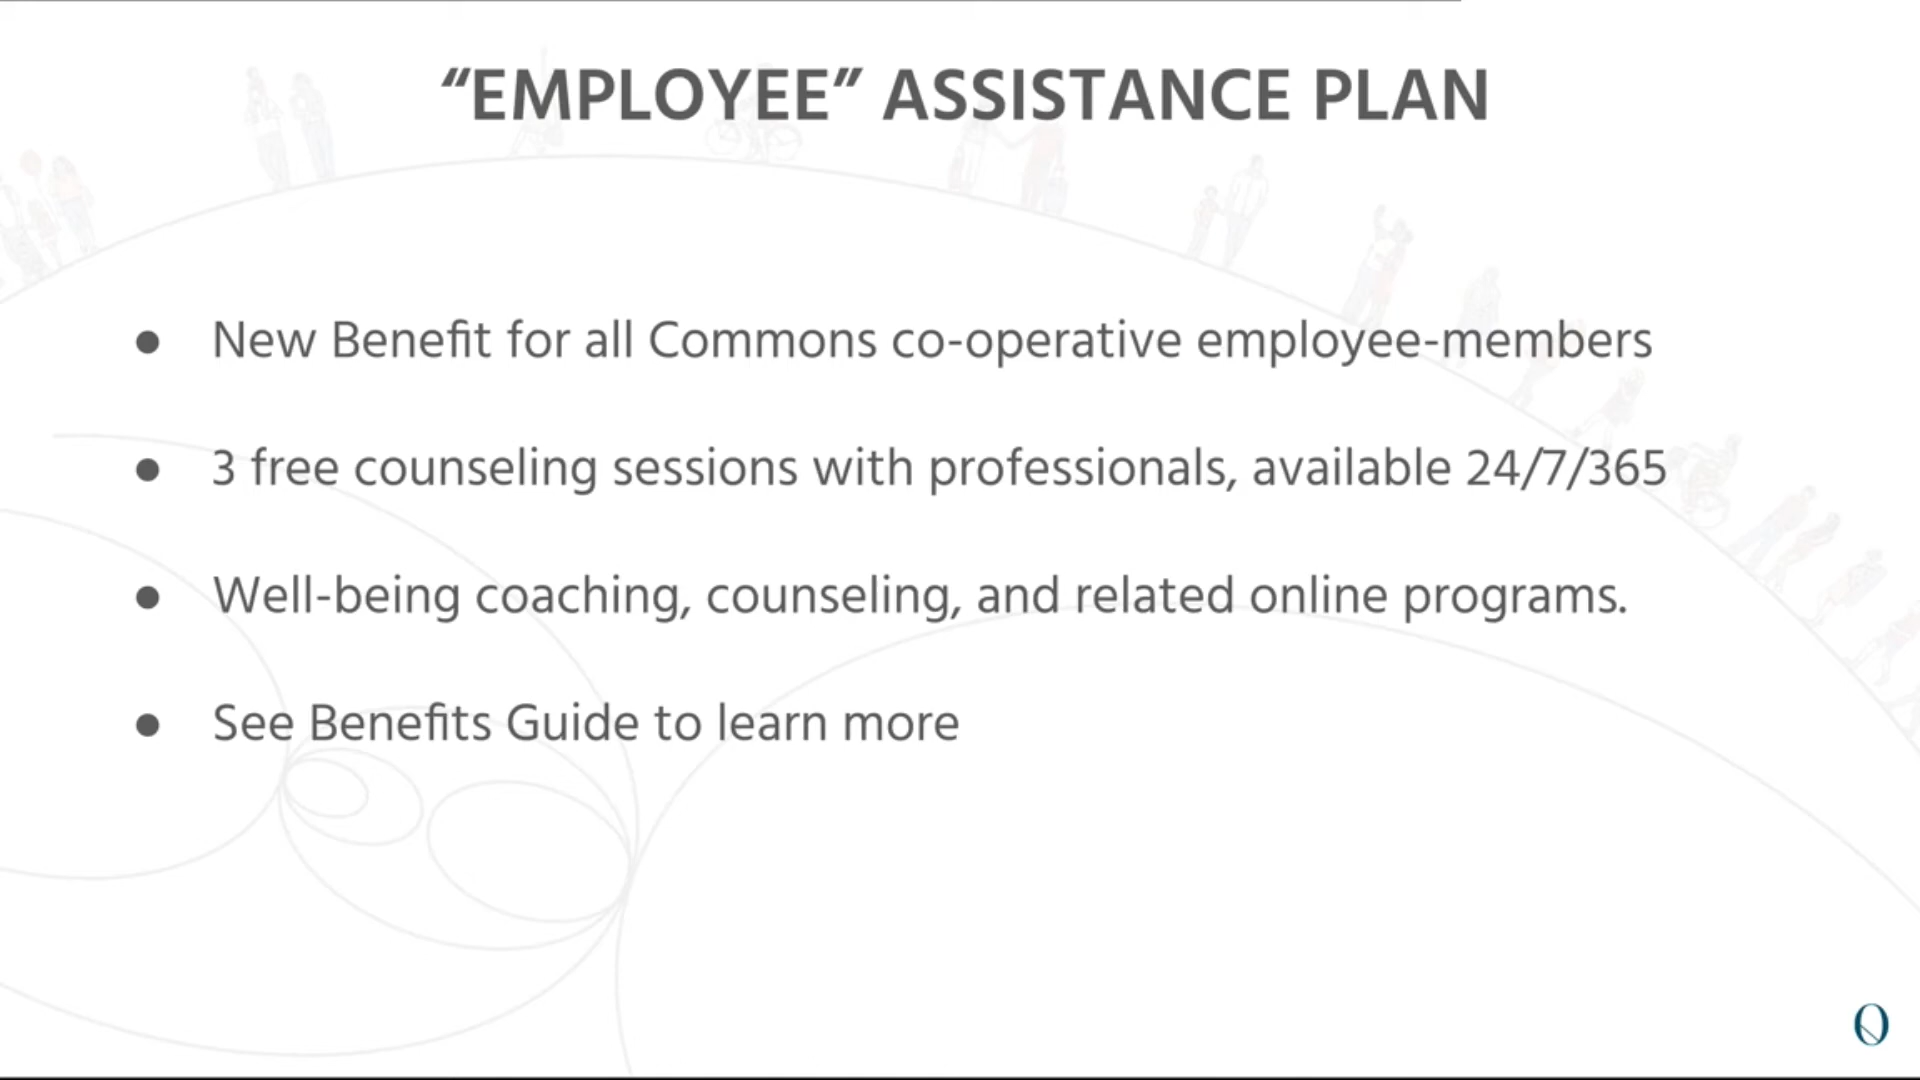 “EMPLOYEE” ASSISTANCE PLAN
● New Benefit for all Commons co-operative employee-members
● 3 free counseling sessions with professionals, available 24/7/365
● Well-being coaching, counseling, and related online programs.
● See Benefits Guide to learn more